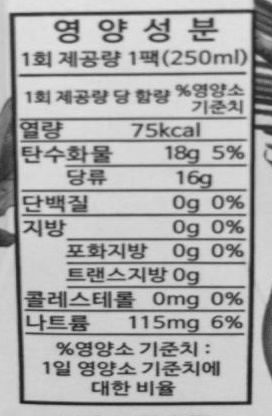 영양성분
1회 제공량 1팩(250ml)
1회 제공량 당 함량 %영양소
기준치
열량 75kcal
탄수화물 18g 5%
당류 16g
단백질 0g 0%
지방 0g 0%
포화지방 0g 0%
트랜스지방 0g
콜레스테롤 0mg 0%
나트륨 115mg 6%
%영양소 기준치 :
1일 영양소 기준치에
대한 비율